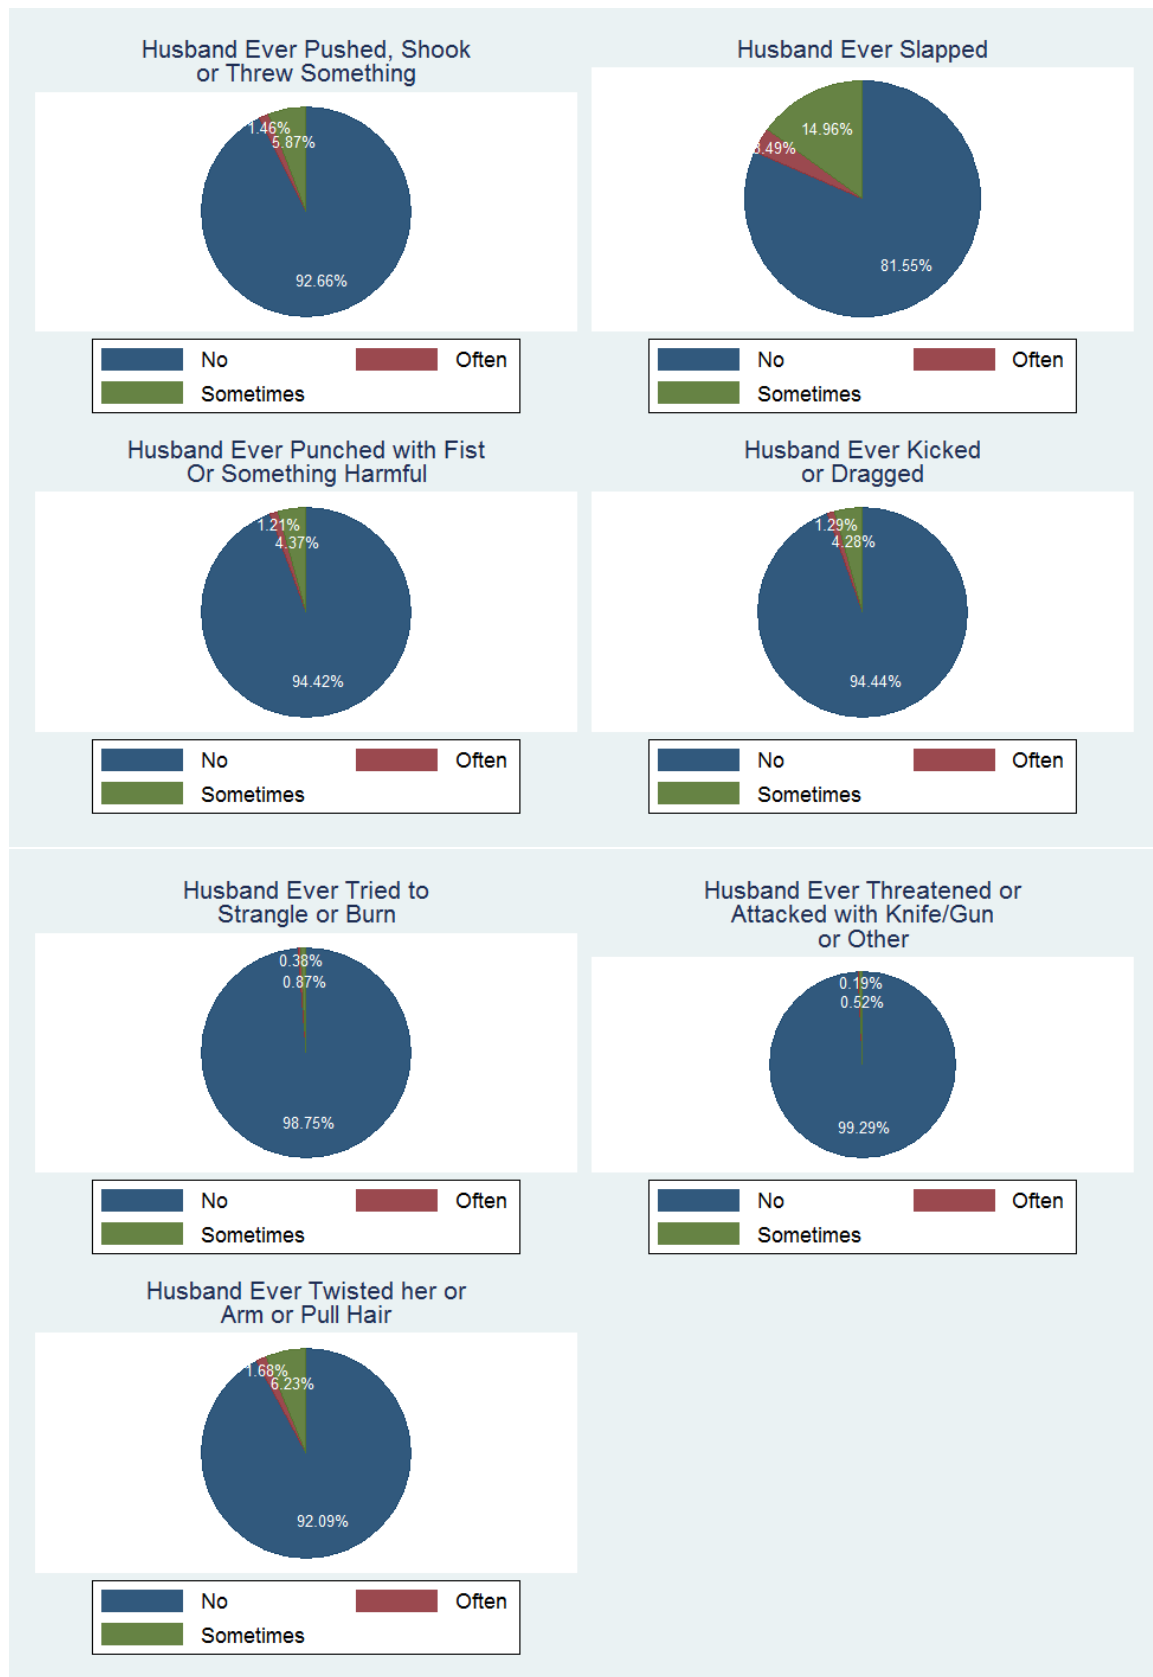 Husband Ever Pushed, Shook
or Threw Something
1.46%
5.87%
92.66%
No
Often
Sometimes
Husband Ever Slapped
14.96%
3.49%
81.55%
No
Often
Sometimes
Husband Ever Punched with Fist
Or Something Harmful
1.21%
4.37%
94.42%
No
Often
Sometimes
Husband Ever Kicked
or Dragged
1.29%
4.28%
94.44%
No
Often
Sometimes
Husband Ever Tried to
Strangle or Burn
0.38%
0.87%
98.75%
No
Often
Sometimes
Husband Ever Threatened or
Attacked with Knife/Gun
or Other
0.19%
0.52%
99.29%
No
Often
Sometimes
Husband Ever Twisted her or
Arm or Pull Hair
1.68%
6.23%
92.09%
No
Often
Sometimes